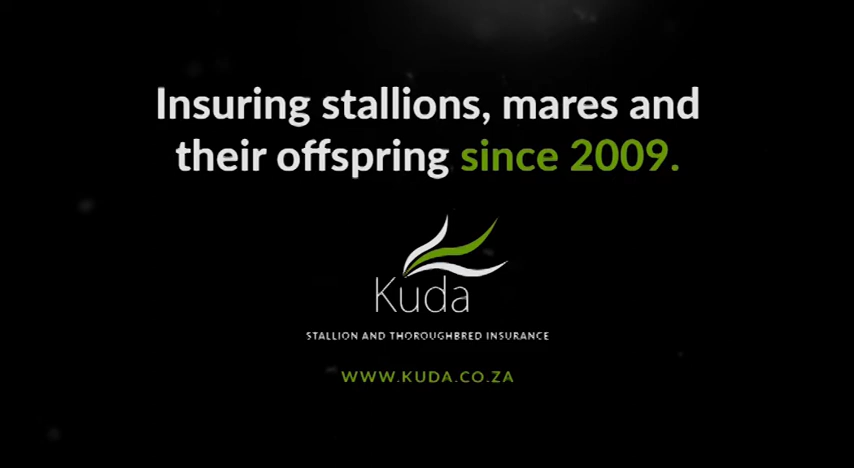 Insuring stallions, mares and
their offspring since 2009.
Kuda
STALLION AND THOROUGHBRED INSURANCE
WWW.KUDA.CO.ZA